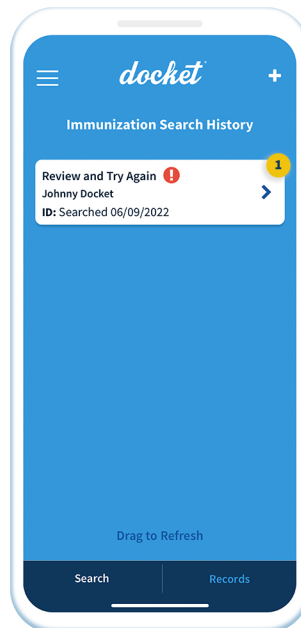 docket
+
Immunization Search History
1
Review and Try Again !
Johnny Docket
ID: Searched 06/09/2022
Drag to Refresh
Search Records